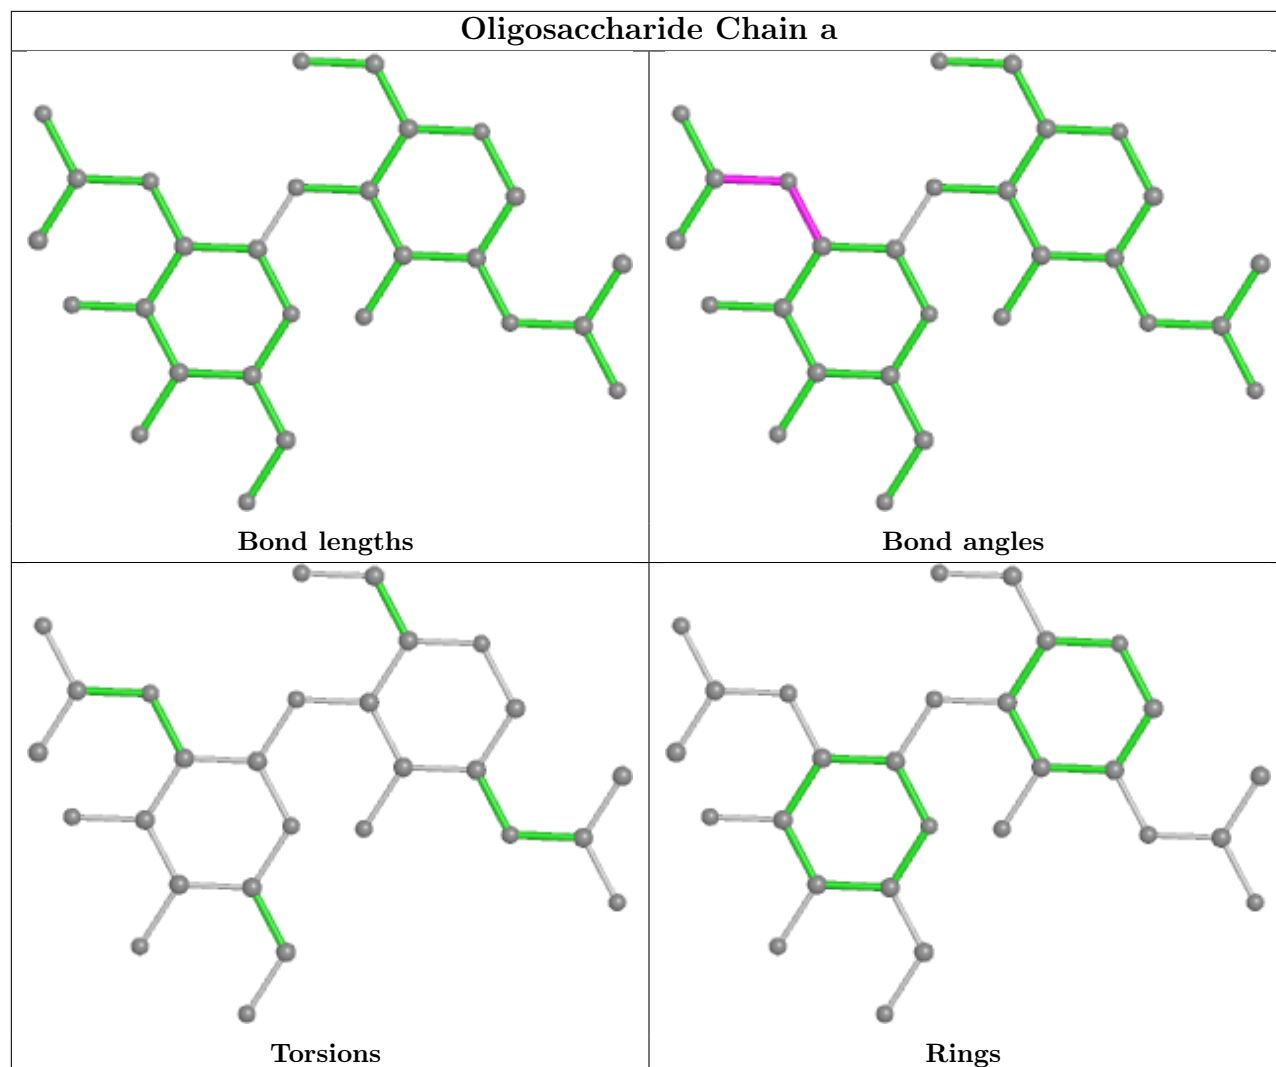 Oligosaccharide Chain a
Bond lengths
Bond angles
Torsions
Rings